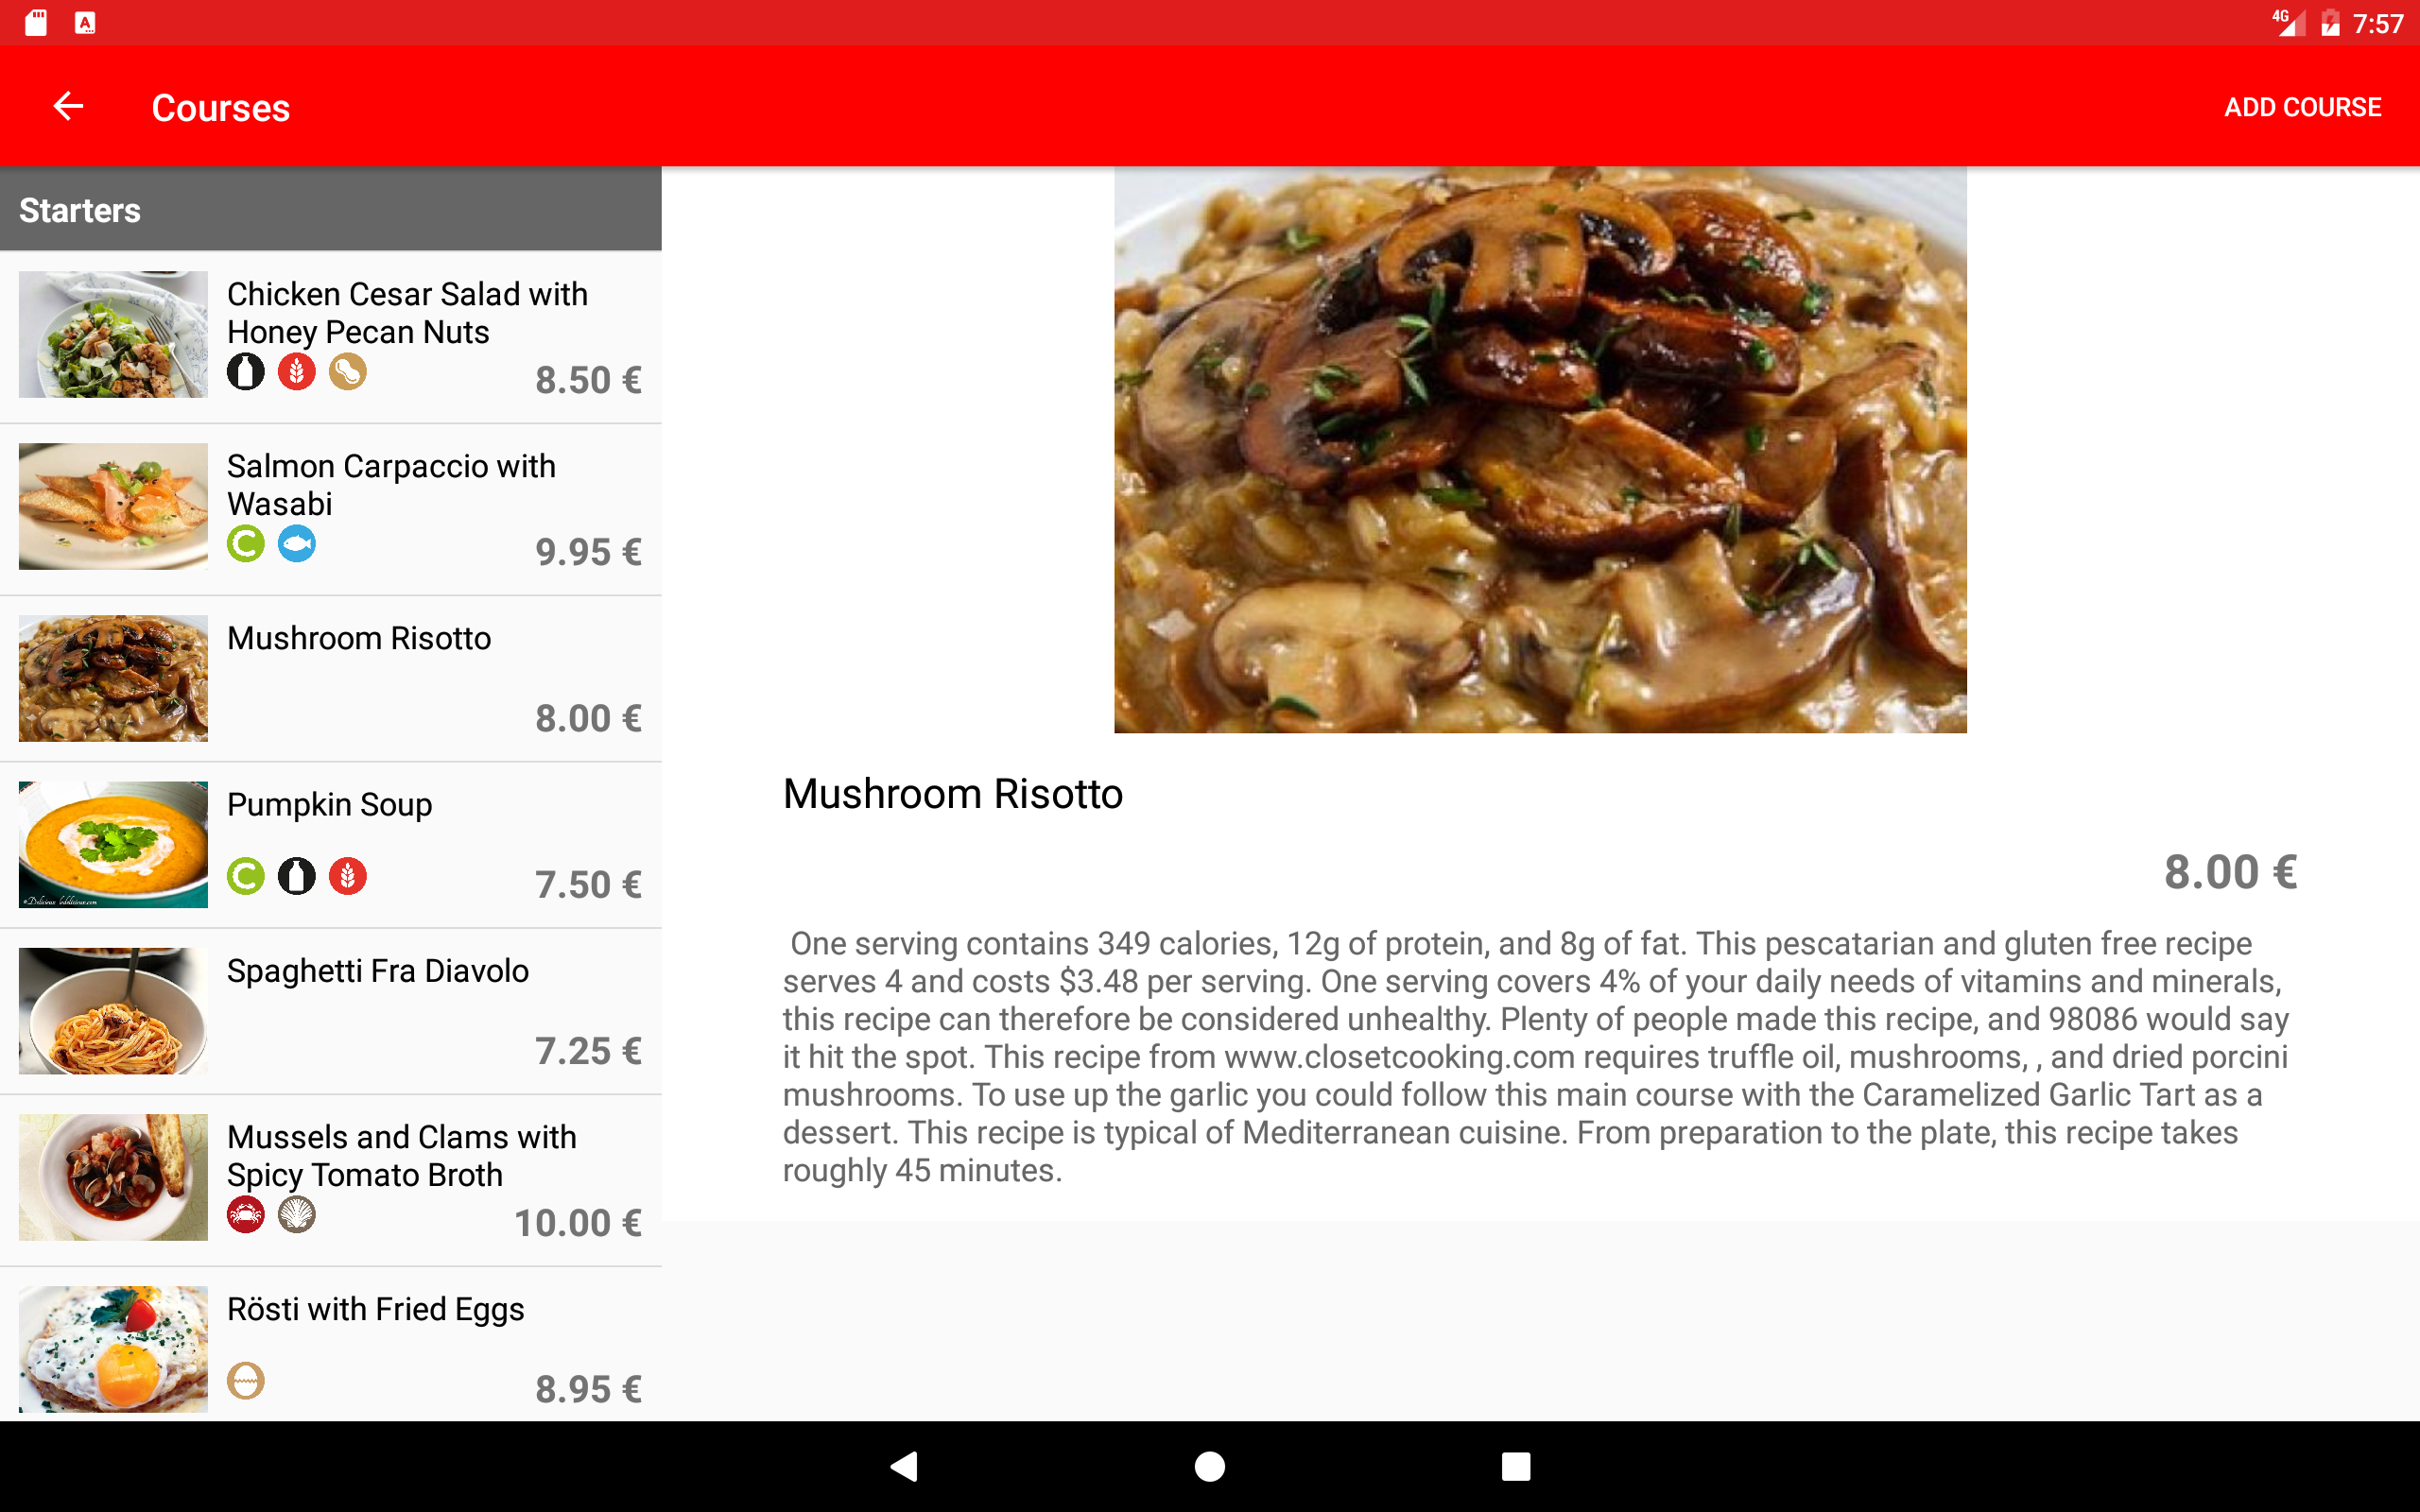 4G 7:57
Courses
ADD COURSE
Starters
Chicken Cesar Salad with
Honey Pecan Nuts
8.50 €
Salmon Carpaccio with
Wasabi
9.95 €
Mushroom Risotto
8.00 €
Pumpkin Soup
7.50 €
Spaghetti Fra Diavolo
7.25 €
Mussels and Clams with
Spicy Tomato Broth
10.00 €
Rösti with Fried Eggs
8.95 €
Mushroom Risotto
8.00 €
One serving contains 349 calories, 12g of protein, and 8g of fat. This pescatarian and gluten free recipe
serves 4 and costs $3.48 per serving. One serving covers 4% of your daily needs of vitamins and minerals,
this recipe can therefore be considered unhealthy. Plenty of people made this recipe, and 98086 would say
it hit the spot. This recipe from www.closetcooking.com requires truffle oil, mushrooms, , and dried porcini
mushrooms. To use up the garlic you could follow this main course with the Caramelized Garlic Tart as a
dessert. This recipe is typical of Mediterranean cuisine. From preparation to the plate, this recipe takes
roughly 45 minutes.